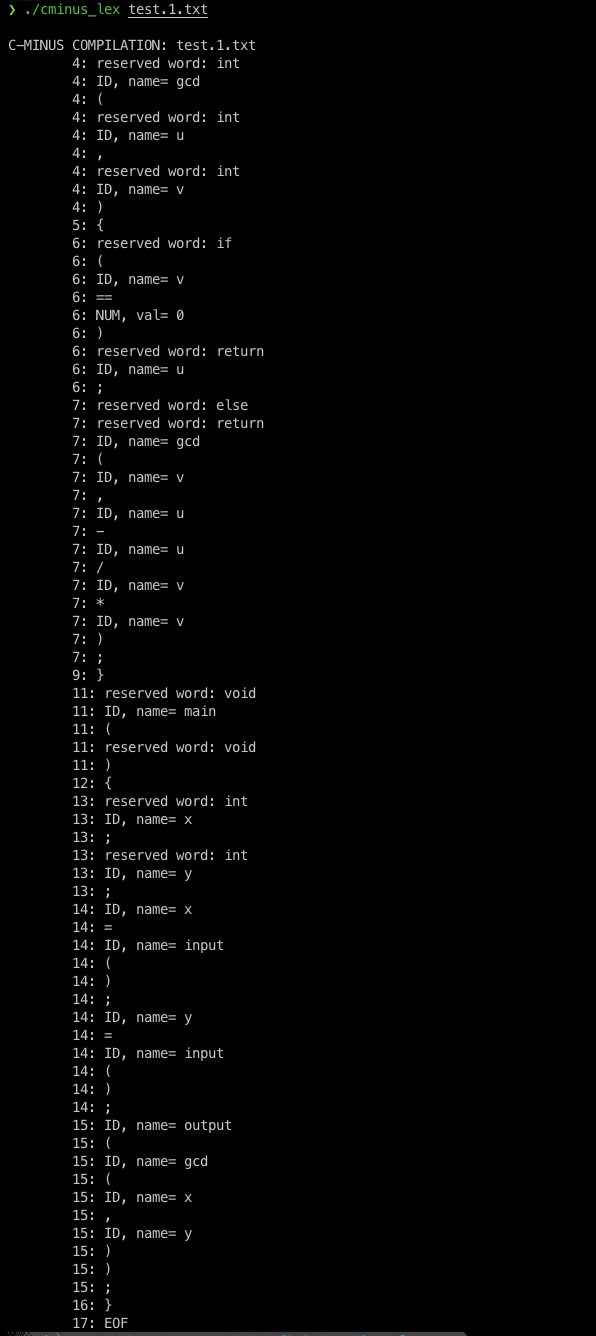 ❯ ./cminus_lex test.1.txt
C-MINUS COMPILATION: test.1.txt
4: reserved word: int
4: ID, name= gcd
4: (
4: reserved word: int
4: ID, name= u
4: ,
4: reserved word: int
4: ID, name= v
4: )
5: {
6: reserved word: if
6: (
6: ID, name= v
6: ==
6: NUM, val= 0
6: )
6: reserved word: return
6: ID, name= u
6: ;
7: reserved word: else
7: reserved word: return
7: ID, name= gcd
7: (
7: ID, name= v
7: ,
7: ID, name= u
7: -
7: ID, name= u
7: /
7: ID, name= v
7: *
7: ID, name= v
7: )
7: ;
9: }
11: reserved word: void
11: ID, name= main
11: (
11: reserved word: void
11: )
12: {
13: reserved word: int
13: ID, name= x
13: ;
13: reserved word: int
13: ID, name= y
13: ;
14: ID, name= x
14: =
14: ID, name= input
14: (
14: )
14: ;
14: ID, name= y
14: =
14: ID, name= input
14: (
14: )
14: ;
15: ID, name= output
15: (
15: ID, name= gcd
15: (
15: ID, name= x
15: ,
15: ID, name= y
15: )
15: )
15: ;
16: }
17: EOF